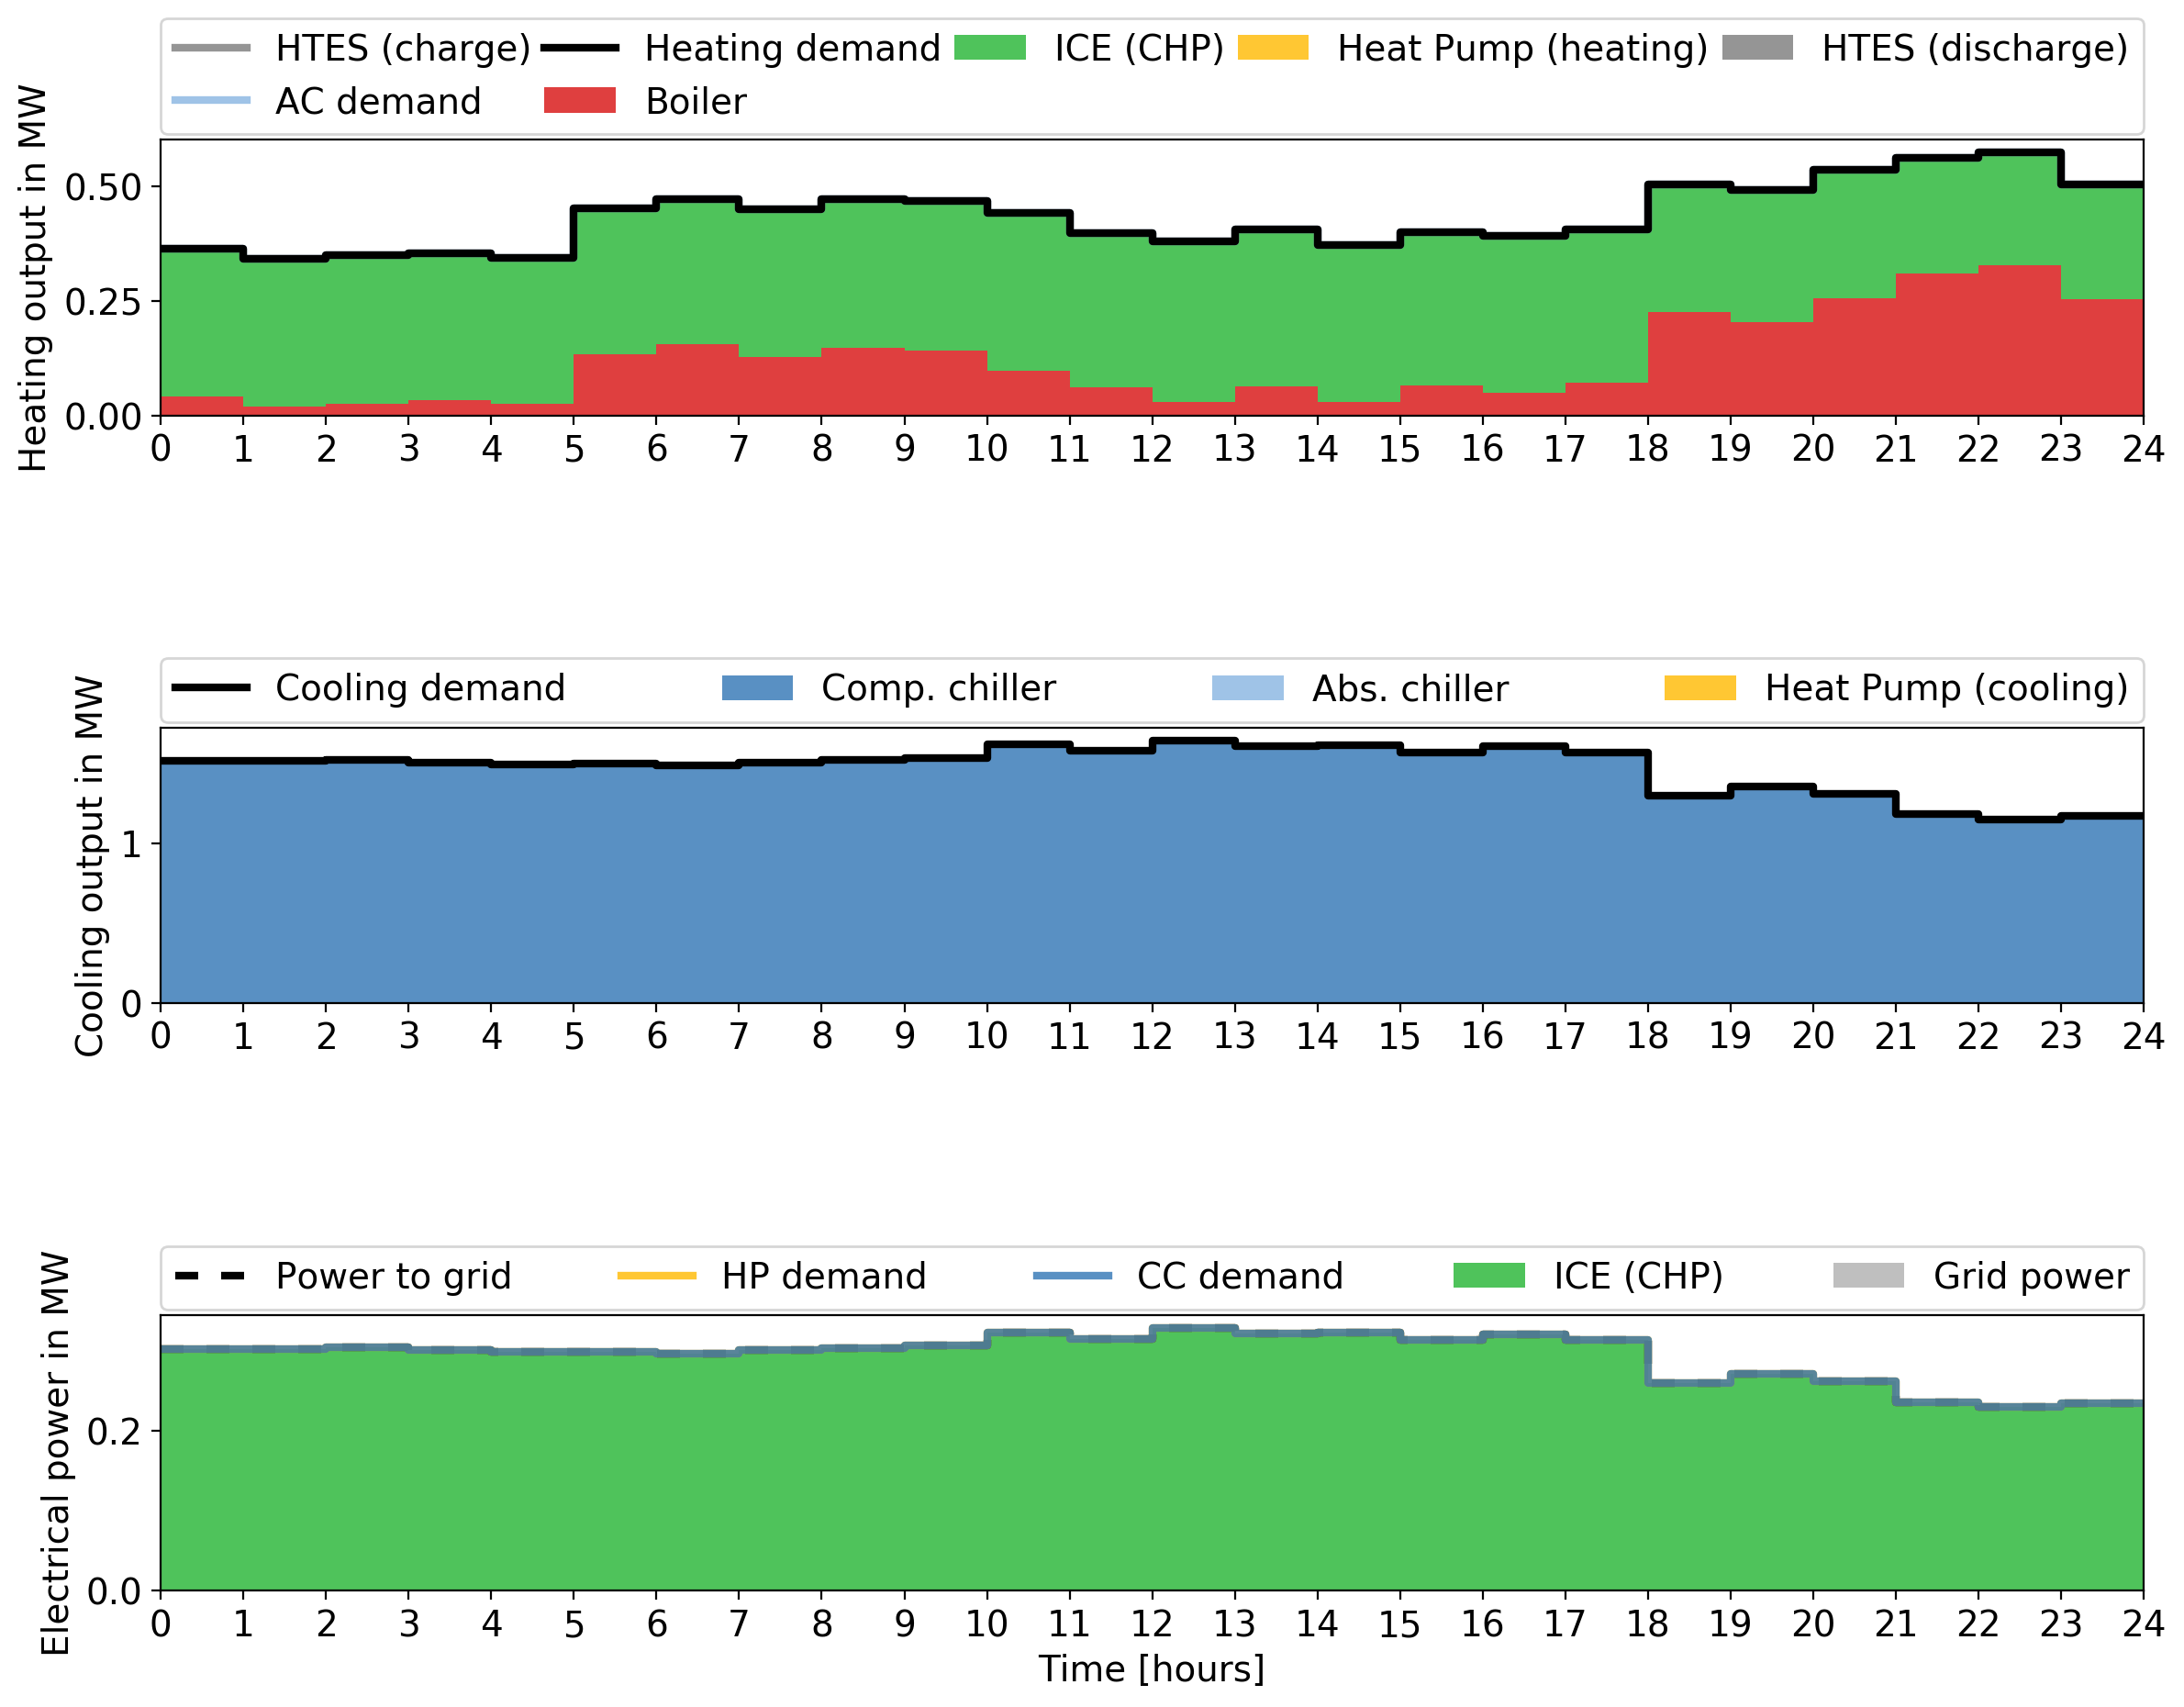 HTES (charge) Heating demand ICE (CHP) Heat Pump (heating) HTES (discharge)
AC demand Boiler
Heating output in MW
0.50
0.25
0.00
0 1 2 3 4 5 6 7 8 9 10 11 12 13 14 15 16 17 18 19 20 21 22 23 24
Cooling demand Comp. chiller Abs. chiller Heat Pump (cooling)
Cooling output in MW
1
0
0 1 2 3 4 5 6 7 8 9 10 11 12 13 14 15 16 17 18 19 20 21 22 23 24
Power to grid HP demand CC demand ICE (CHP) Grid power
Electrical power in MW
0.2
0.0
0 1 2 3 4 5 6 7 8 9 10 11 12 13 14 15 16 17 18 19 20 21 22 23 24
Time [hours]